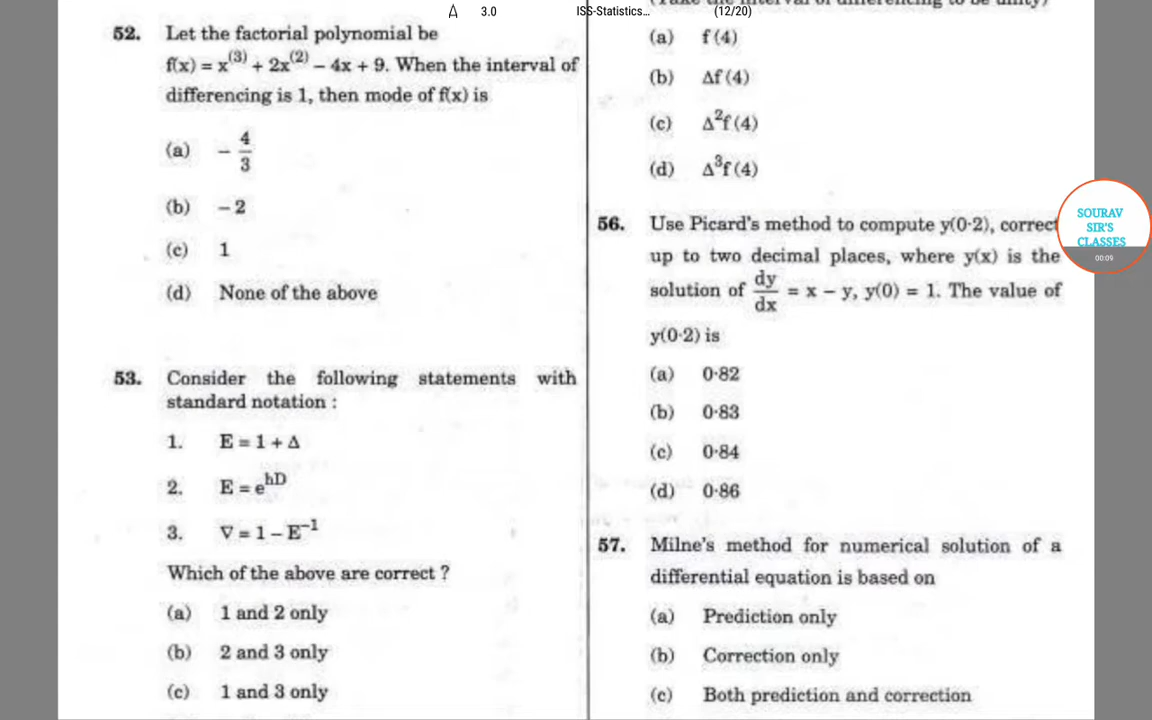 3.0 ISS-Statistics... (12/20)
52. Let the factorial polynomial be
f(x) = x^(3) + 2x^(2) – 4x + 9. When the interval of
differencing is 1, then mode of f(x) is
(a) – 4/3
(b) – 2
(c) 1
(d) None of the above
53. Consider the following statements with
standard notation :
1. E = 1 + Δ
2. E = e^hD
3. ∇ = 1 – E^–1
Which of the above are correct ?
(a) 1 and 2 only
(b) 2 and 3 only
(c) 1 and 3 only
(a) f(4)
(b) Δf(4)
(c) Δ²f(4)
(d) Δ³f(4)
56. Use Picard's method to compute y(0·2), correct
up to two decimal places, where y(x) is the
solution of dy/dx = x – y, y(0) = 1. The value of
y(0·2) is
(a) 0·82
(b) 0·83
(c) 0·84
(d) 0·86
57. Milne's method for numerical solution of a
differential equation is based on
(a) Prediction only
(b) Correction only
(c) Both prediction and correction
SOURAV
SIR'S
CLASSES
00:09